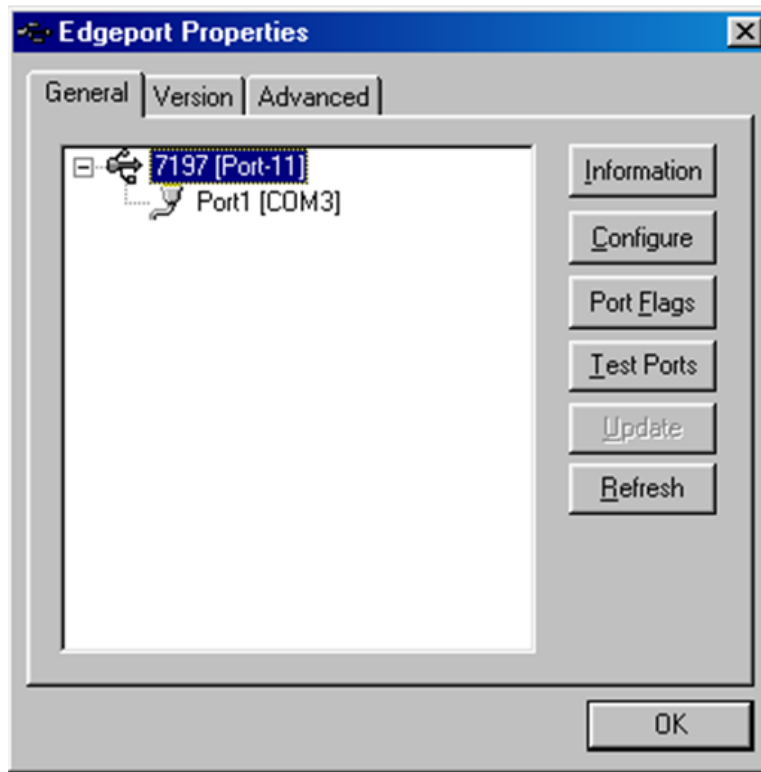 Edgeport Properties
General Version Advanced
7197 [Port-11]
Port1 [COM3]
Information
Configure
Port Flags
Test Ports
Update
Refresh
OK